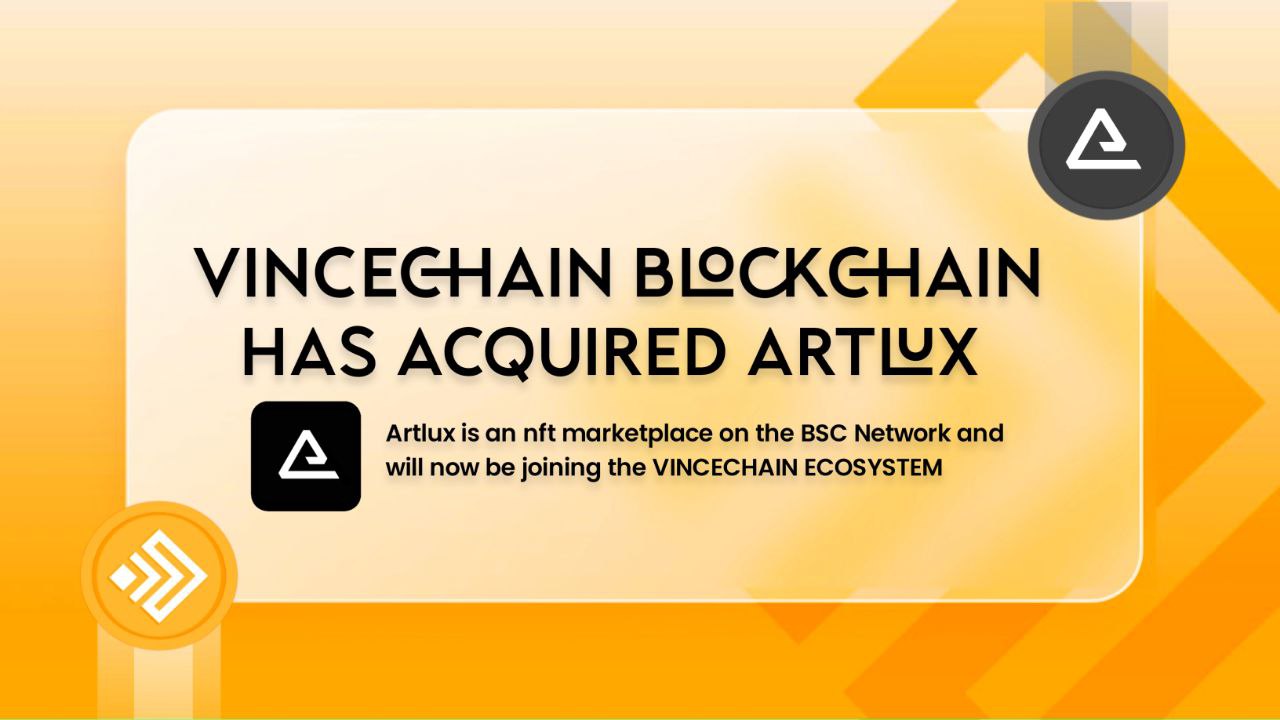 VINCECHAIN BLOCKCHAIN
HAS ACQUIRED ARTLUX
Artlux is an nft marketplace on the BSC Network and
will now be joining the VINCECHAIN ECOSYSTEM